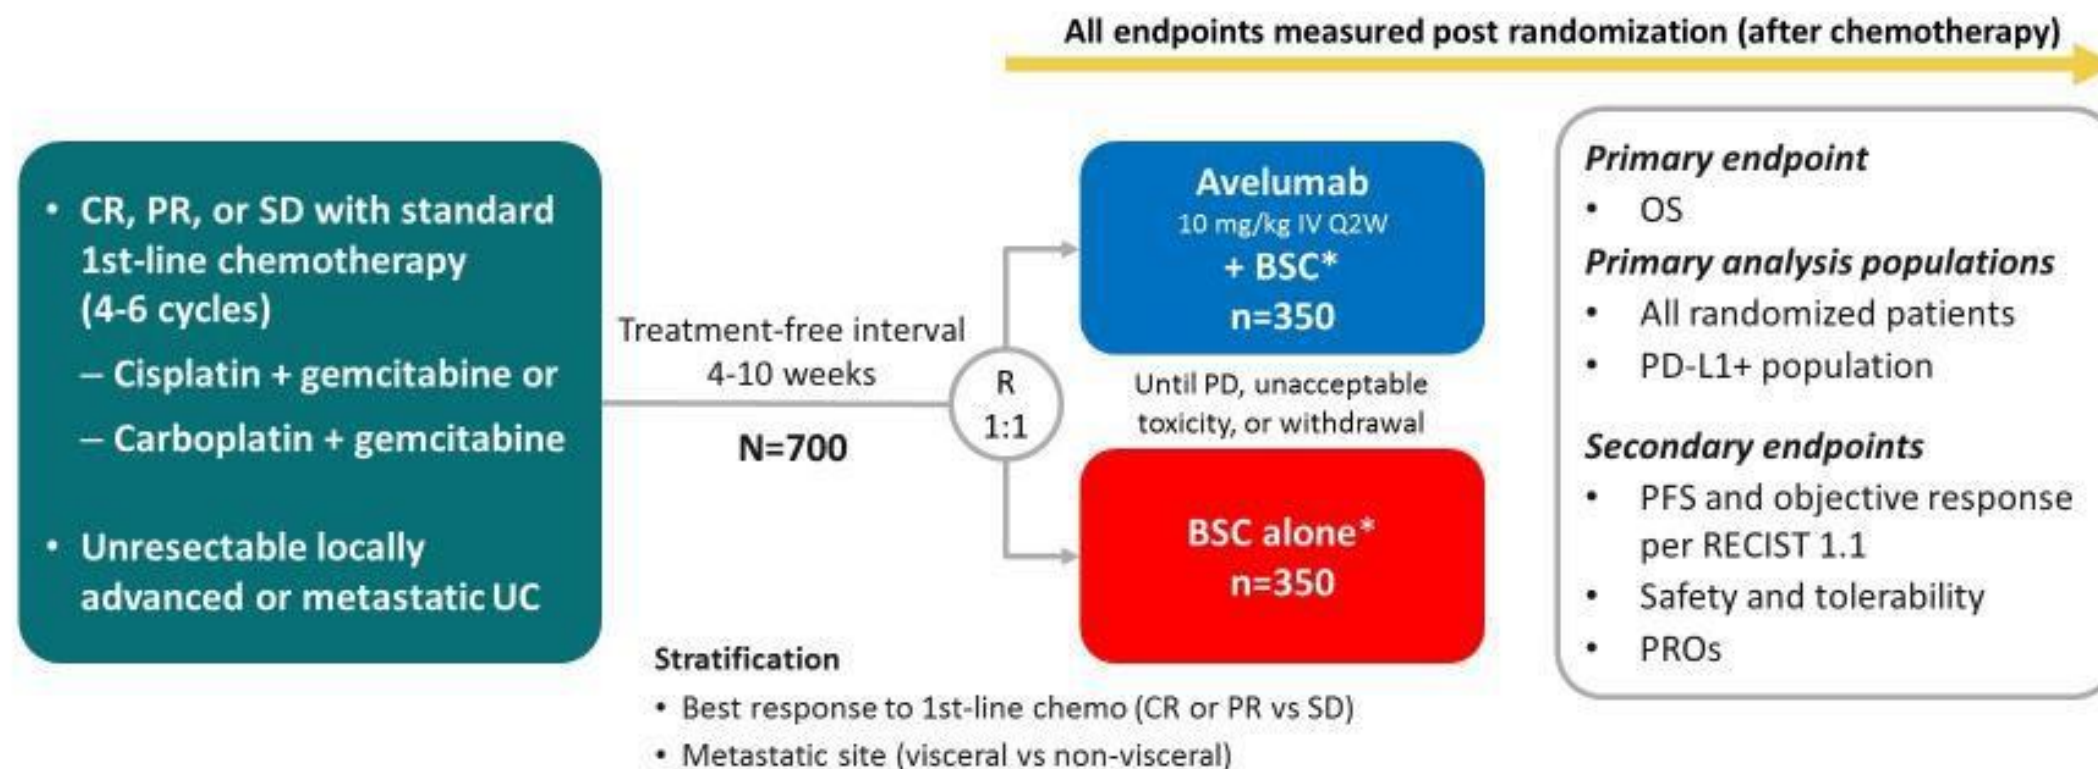 All endpoints measured post randomization (after chemotherapy)
• CR, PR, or SD with standard
1st-line chemotherapy
(4-6 cycles)
– Cisplatin + gemcitabine or
– Carboplatin + gemcitabine
• Unresectable locally
advanced or metastatic UC
Treatment-free interval
4-10 weeks
N=700
R
1:1
Stratification
• Best response to 1st-line chemo (CR or PR vs SD)
• Metastatic site (visceral vs non-visceral)
Avelumab
10 mg/kg IV Q2W
+ BSC*
n=350
Until PD, unacceptable
toxicity, or withdrawal
BSC alone*
n=350
Primary endpoint
• OS
Primary analysis populations
• All randomized patients
• PD-L1+ population
Secondary endpoints
• PFS and objective response
per RECIST 1.1
• Safety and tolerability
• PROs